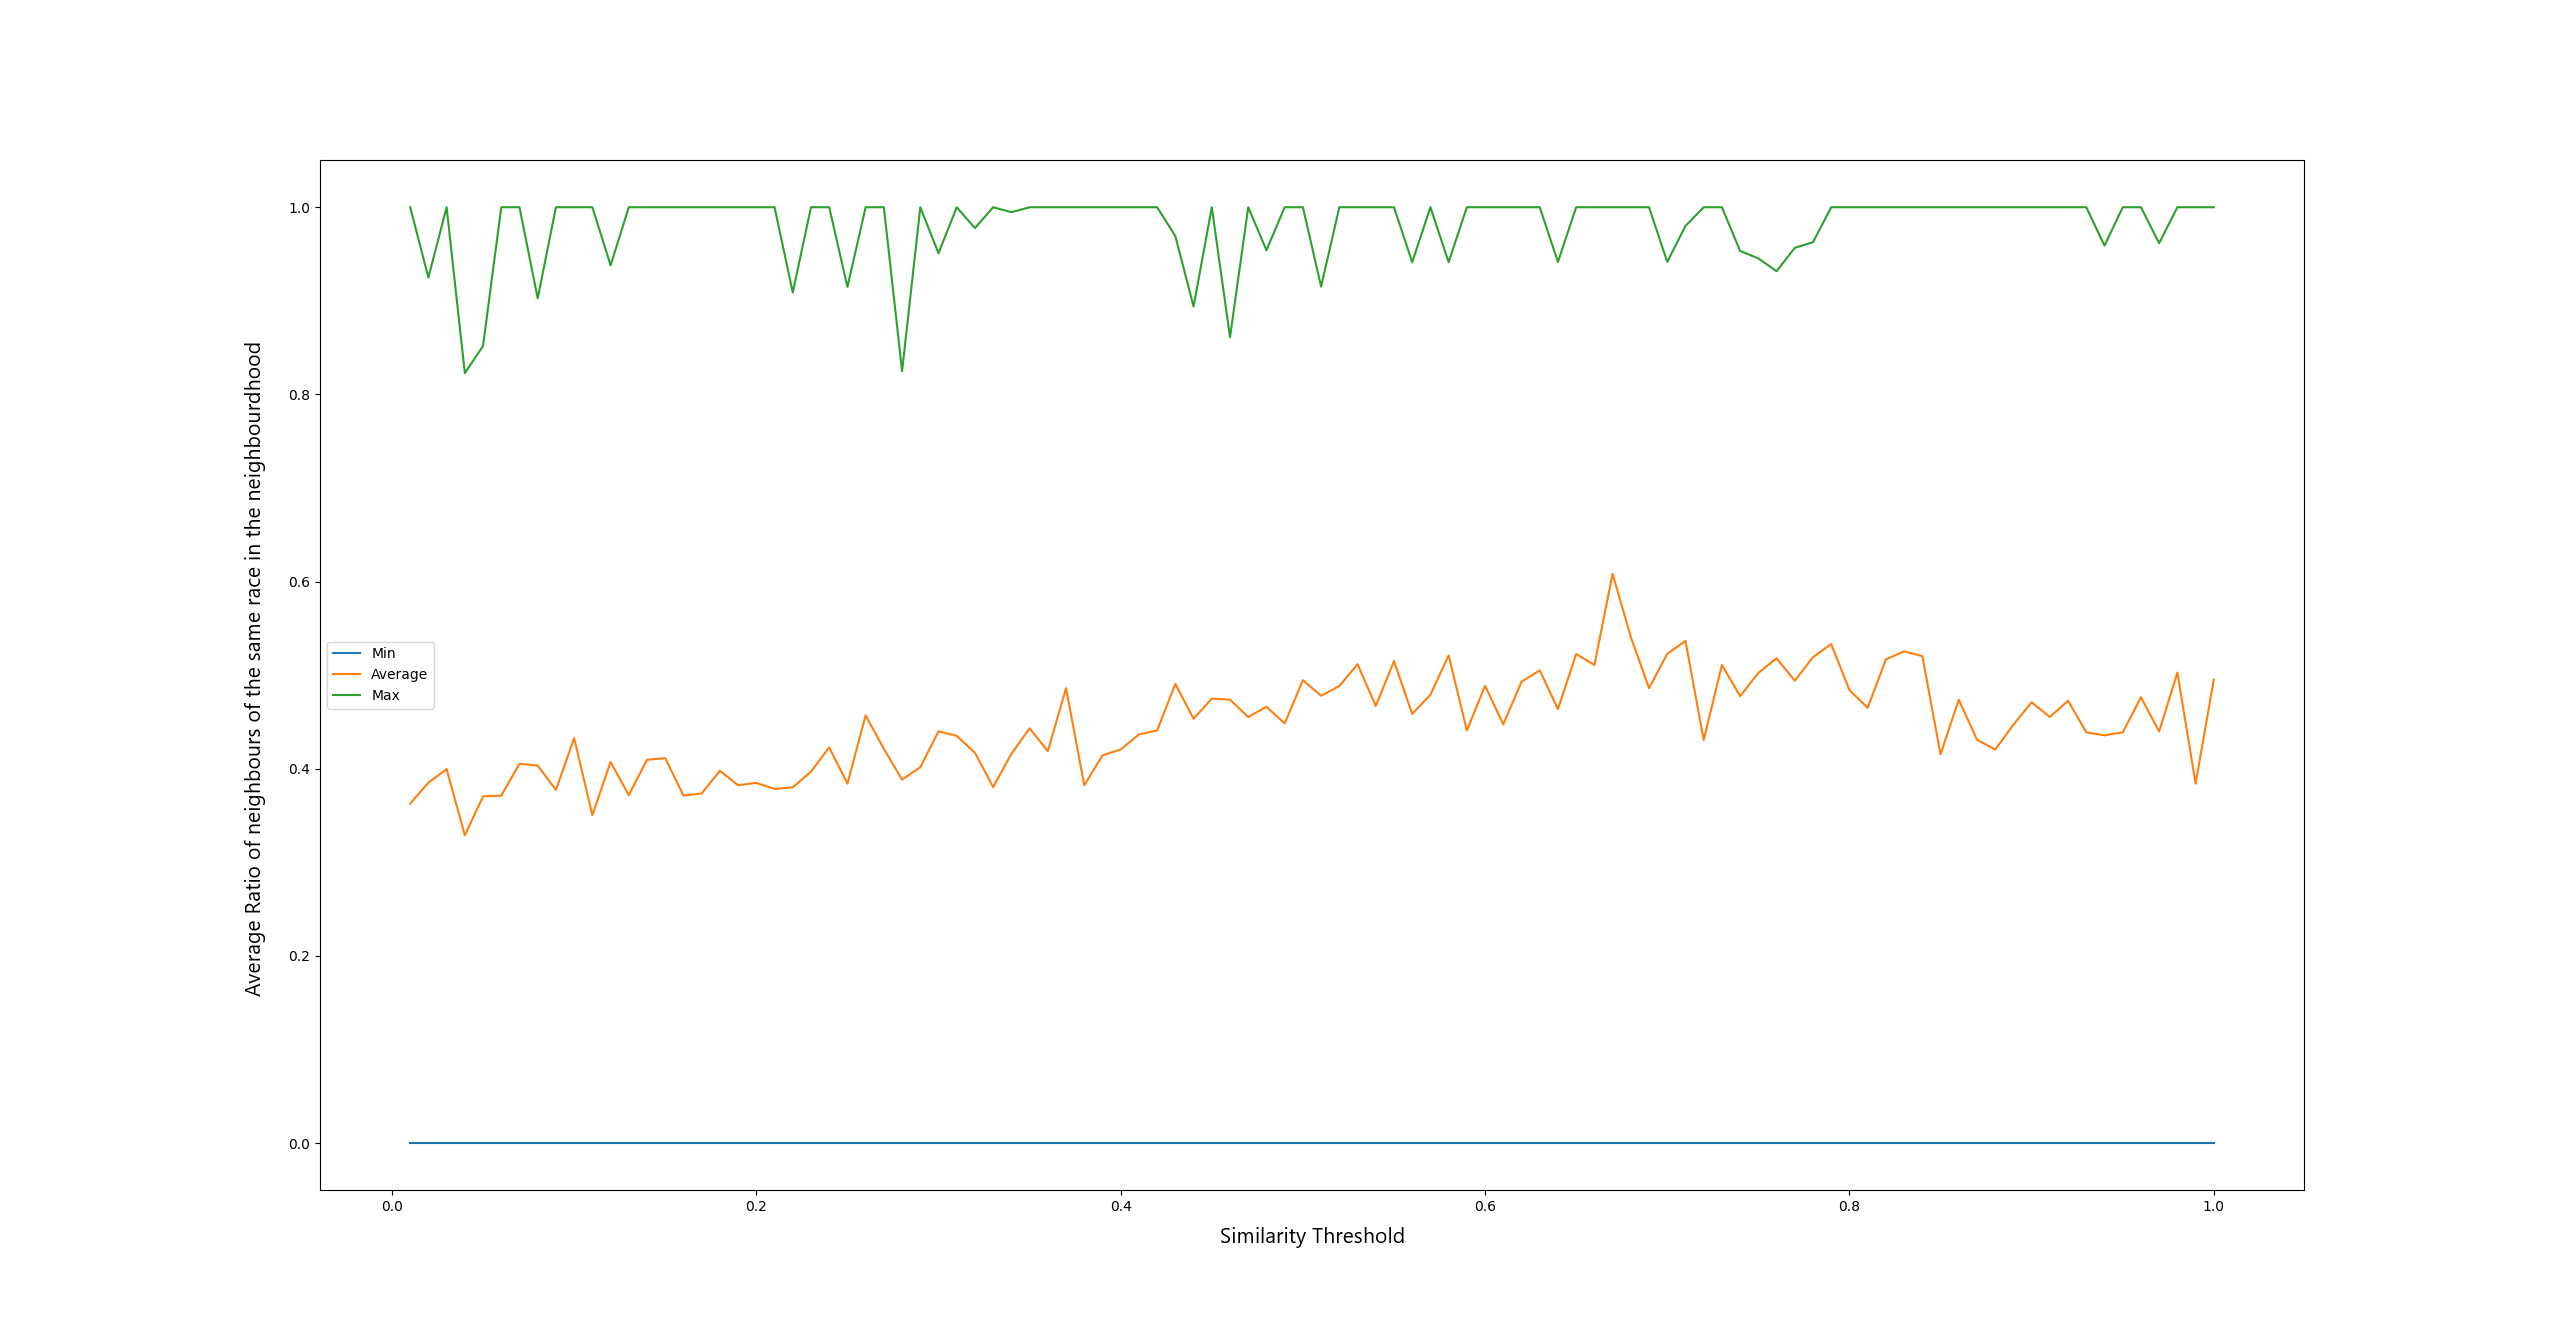 Average Ratio of neighbours of the same race in the neighbourdhood
1.0
0.8
0.6
0.4
0.2
0.0
Min
Average
Max
0.0 0.2 0.4 0.6 0.8 1.0
Similarity Threshold